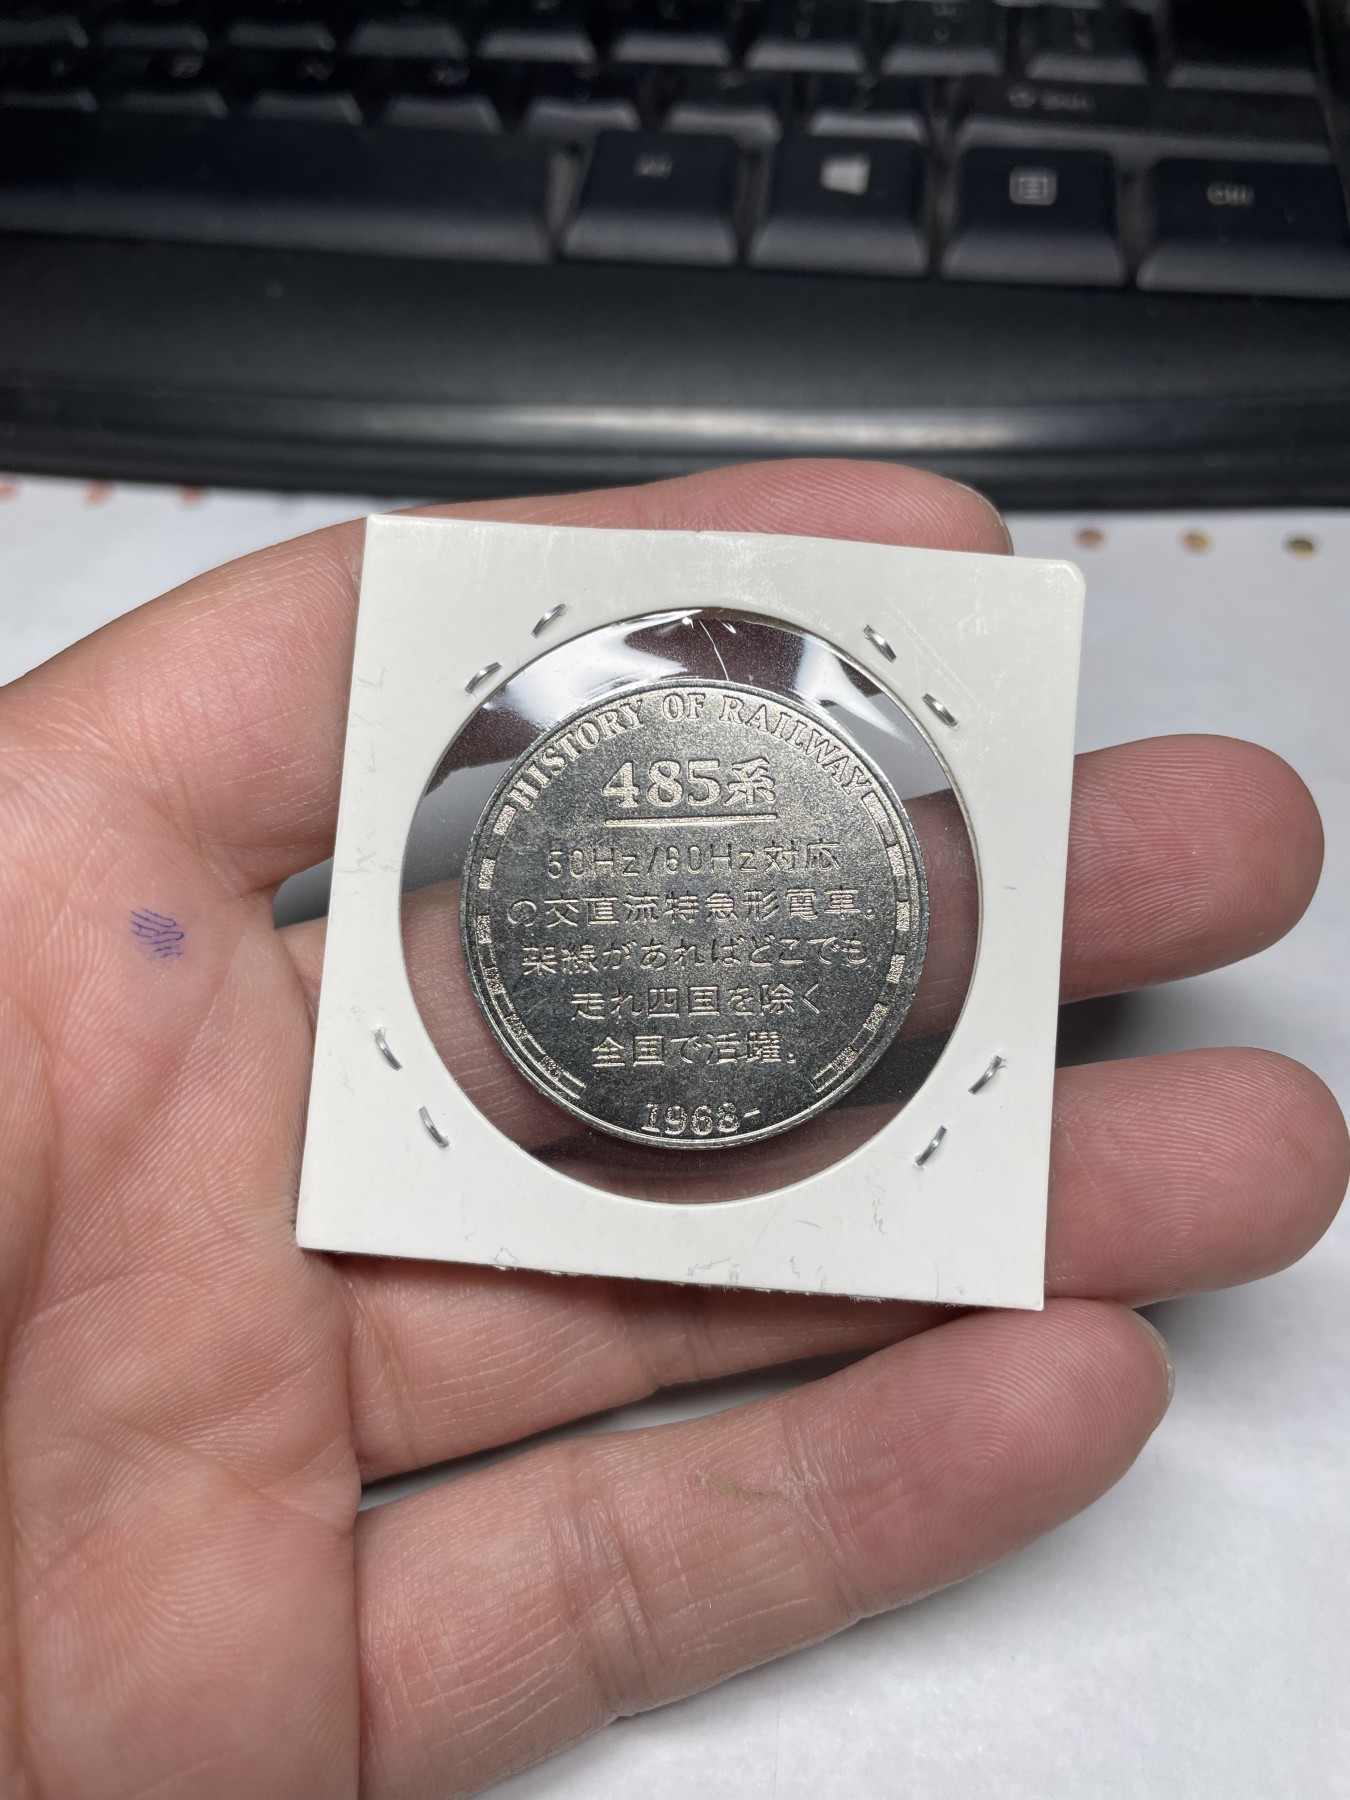 HISTORY OF RAILWAY
485系
50Hz/60Hz対応
の交直流特急形電車。
架線があればどこでも
走れ四国を除く
全国で活躍。
1968-
Alt
Ctrl